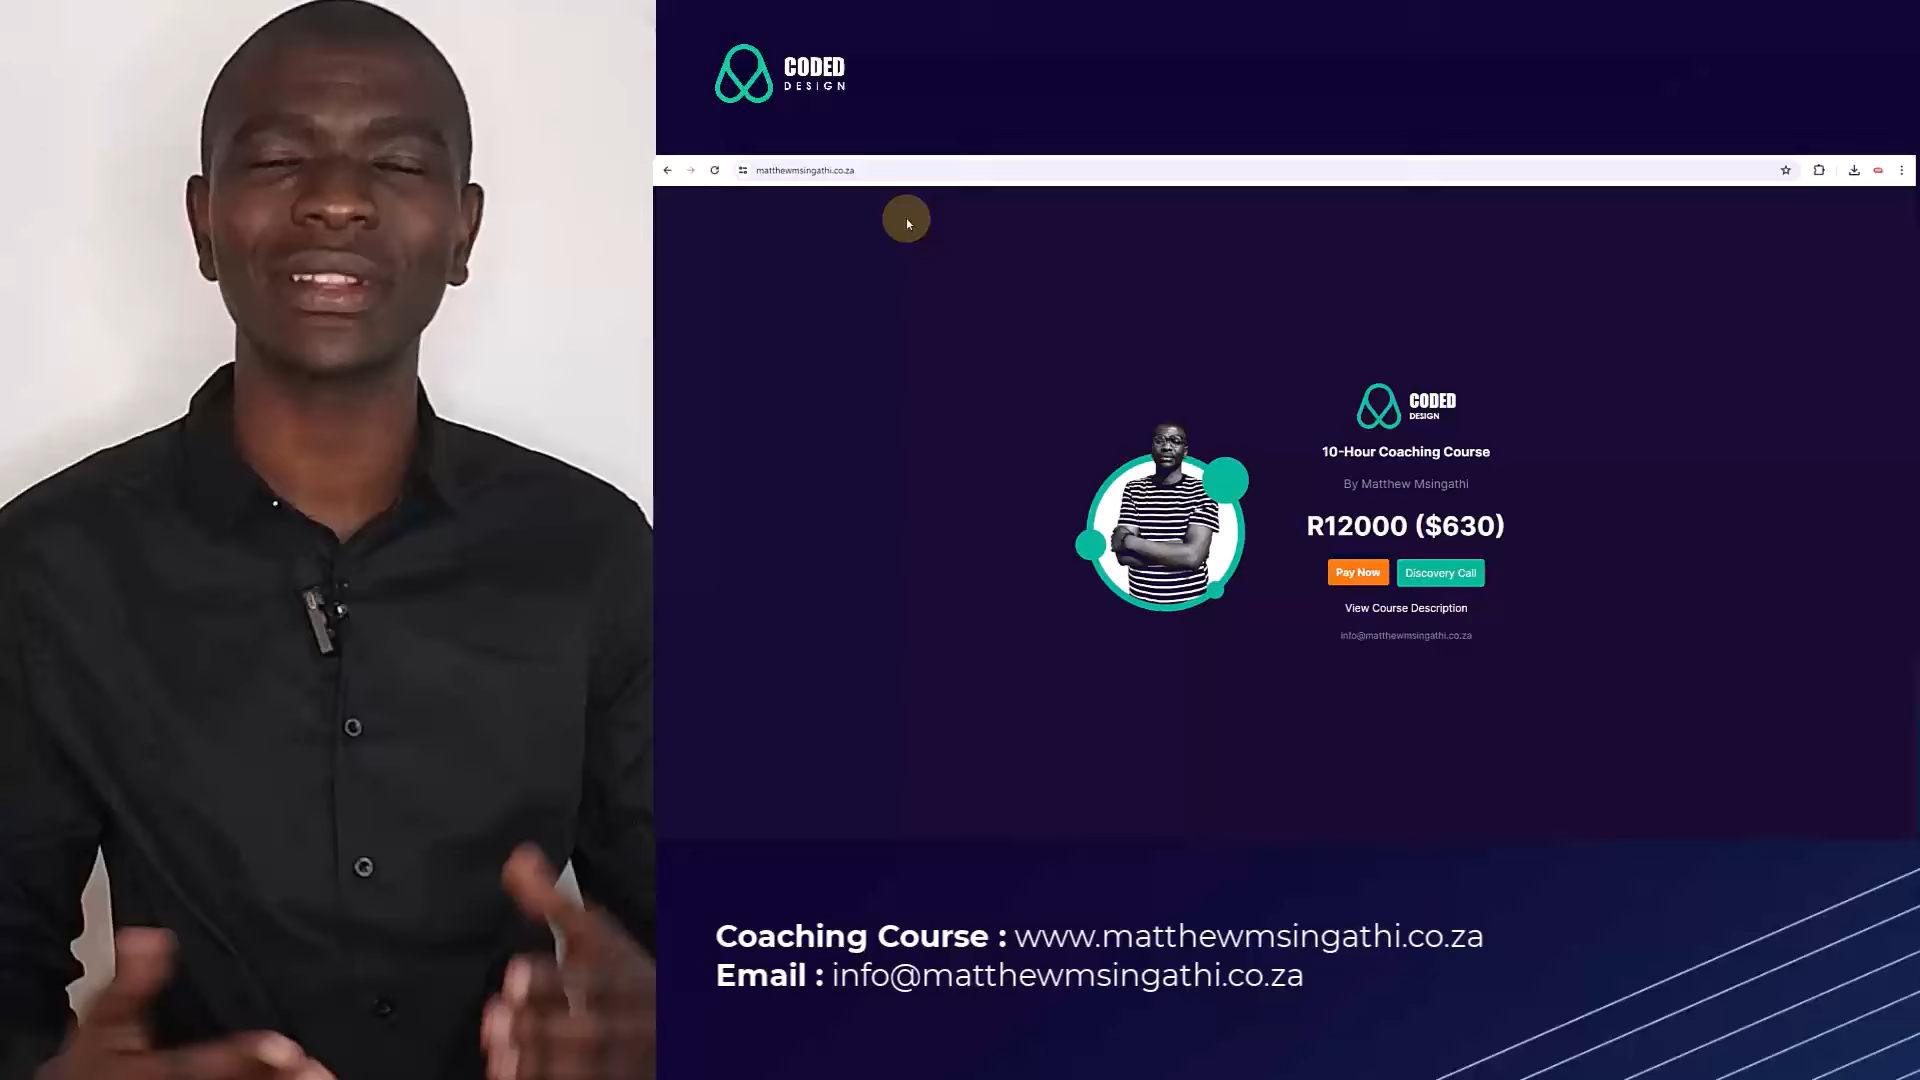 CODED
DESIGN
matthewmsingathi.co.za
CODED
DESIGN
10-Hour Coaching Course
By Matthew Msingathi
R12000 ($630)
Pay Now
Discovery Call
View Course Description
info@matthewmsingathi.co.za
Coaching Course : www.matthewmsingathi.co.za
Email : info@matthewmsingathi.co.za